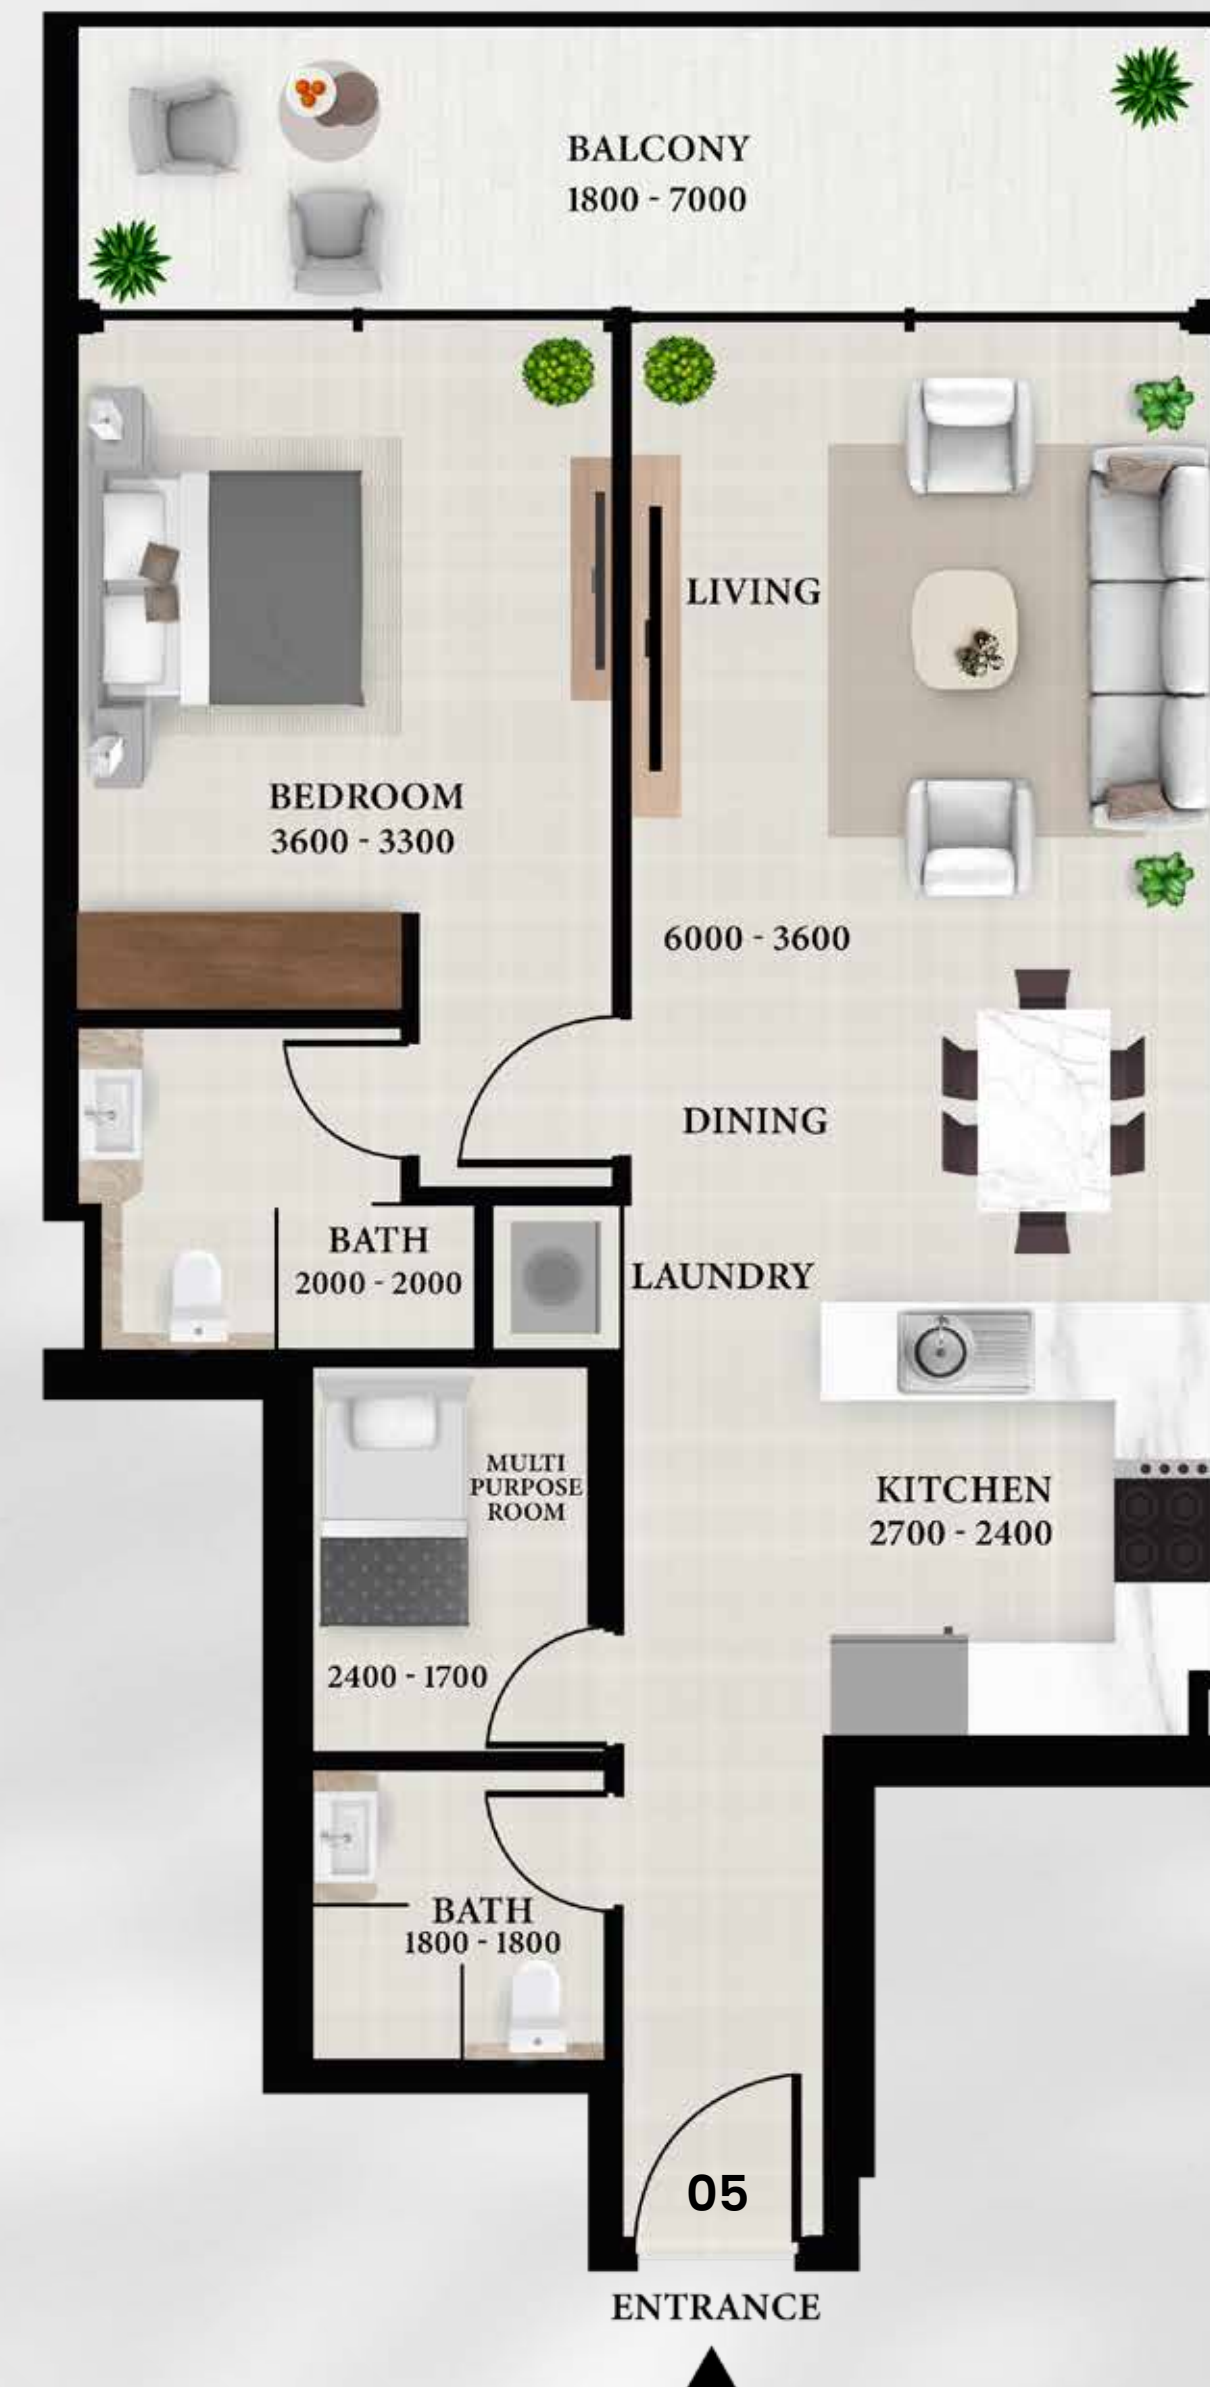 BALCONY
1800 - 7000
LIVING
BEDROOM
3600 - 3300
6000 - 3600
DINING
BATH
2000 - 2000
LAUNDRY
MULTI
PURPOSE
ROOM
KITCHEN
2700 - 2400
2400 - 1700
BATH
1800 - 1800
05
ENTRANCE